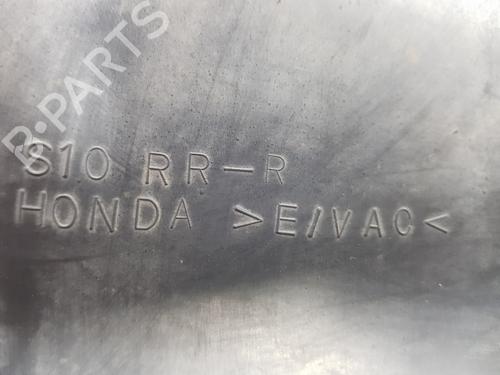 B-PARTS
S10 RR-R
HONDA >E/VAC<